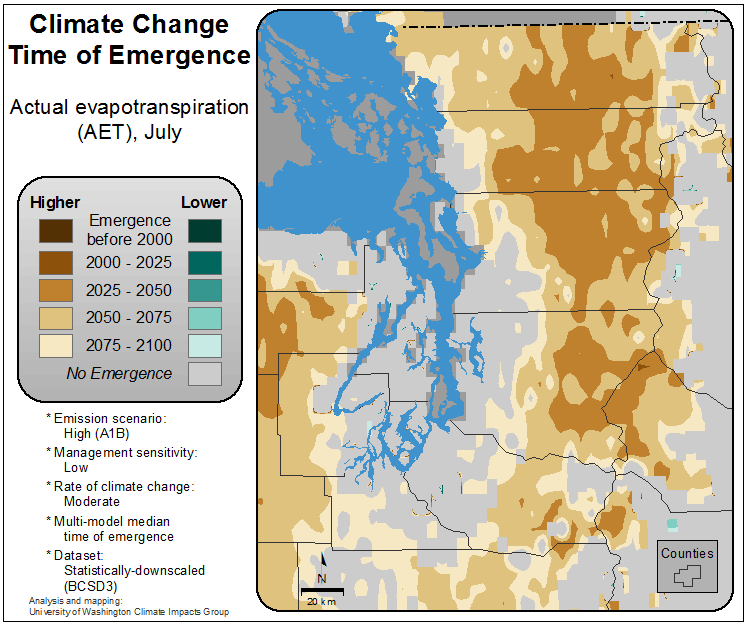 Climate Change
Time of Emergence
Actual evapotranspiration
(AET), July
Higher Lower
Emergence
before 2000
2000 - 2025
2025 - 2050
2050 - 2075
2075 - 2100
No Emergence
* Emission scenario:
High (A1B)
* Management sensitivity:
Low
* Rate of climate change:
Moderate
* Multi-model median
time of emergence
* Dataset:
Statistically-downscaled
(BCSD3)
Analysis and mapping:
University of Washington Climate Impacts Group
N
20 km
Counties